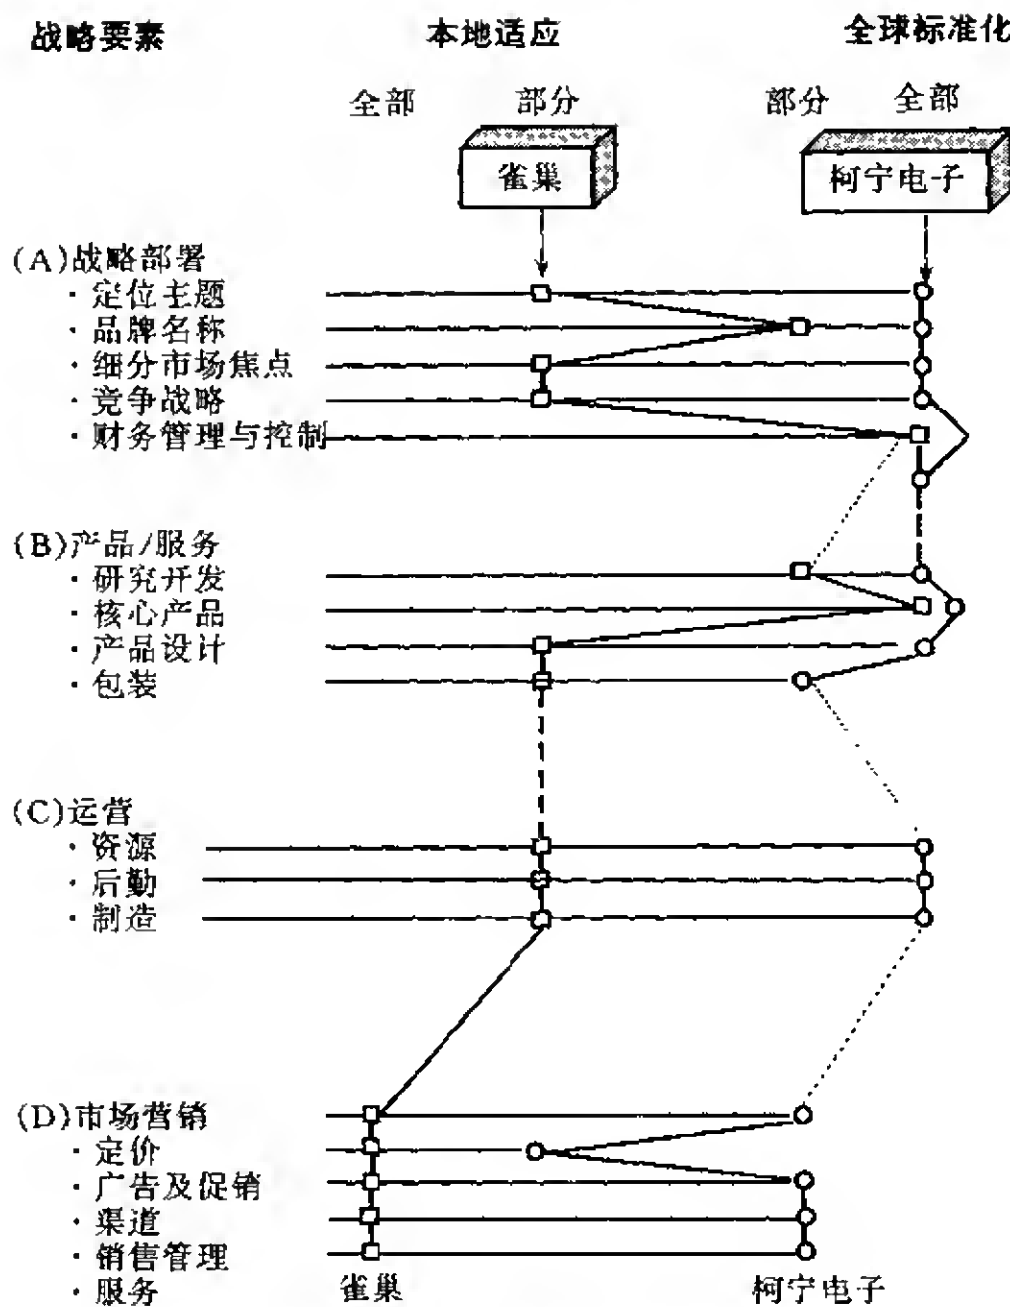 战略要素 本地适应 全球标准化
全部 部分 部分 全部
雀巢 柯宁电子
(A)战略部署
·定位主题
·品牌名称
·细分市场焦点
·竞争战略
·财务管理与控制
(B)产品/服务
·研究开发
·核心产品
·产品设计
·包装
(C)运营
·资源
·后勤
·制造
(D)市场营销
·定价
·广告及促销
·渠道
·销售管理
·服务 雀巢 柯宁电子